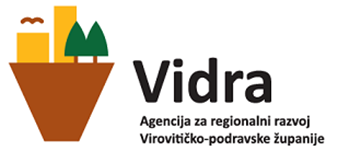 Vidra
Agencija za regionalni razvoj
Virovitičko-podravske županije